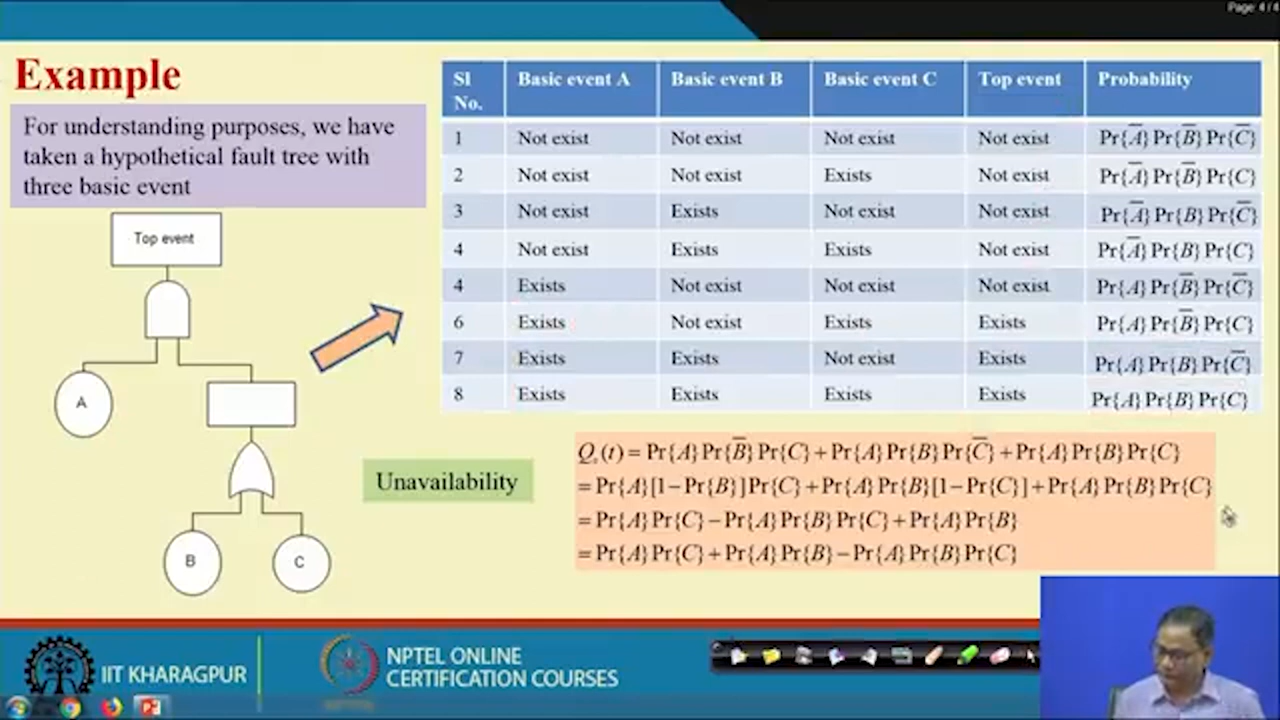 Page: 4 / 4
Example
For understanding purposes, we have
taken a hypothetical fault tree with
three basic event
Top event
A
B
C
Sl No. Basic event A Basic event B Basic event C Top event Probability
1 Not exist Not exist Not exist Not exist Pr{A̅}Pr{B̅}Pr{C̅}
2 Not exist Not exist Exists Not exist Pr{A̅}Pr{B̅}Pr{C}
3 Not exist Exists Not exist Not exist Pr{A̅}Pr{B}Pr{C̅}
4 Not exist Exists Exists Not exist Pr{A̅}Pr{B}Pr{C}
4 Exists Not exist Not exist Not exist Pr{A}Pr{B̅}Pr{C̅}
6 Exists Not exist Exists Exists Pr{A}Pr{B̅}Pr{C}
7 Exists Exists Not exist Exists Pr{A}Pr{B}Pr{C̅}
8 Exists Exists Exists Exists Pr{A}Pr{B}Pr{C}
Unavailability
Qₛ(t) = Pr{A}Pr{B̅}Pr{C}+Pr{A}Pr{B}Pr{C̅}+Pr{A}Pr{B}Pr{C}
=Pr{A}[1−Pr{B}]Pr{C}+Pr{A}Pr{B}[1−Pr{C}]+Pr{A}Pr{B}Pr{C}
=Pr{A}Pr{C}−Pr{A}Pr{B}Pr{C}+Pr{A}Pr{B}
=Pr{A}Pr{C}+Pr{A}Pr{B}−Pr{A}Pr{B}Pr{C}
IIT KHARAGPUR
NPTEL ONLINE
CERTIFICATION COURSES